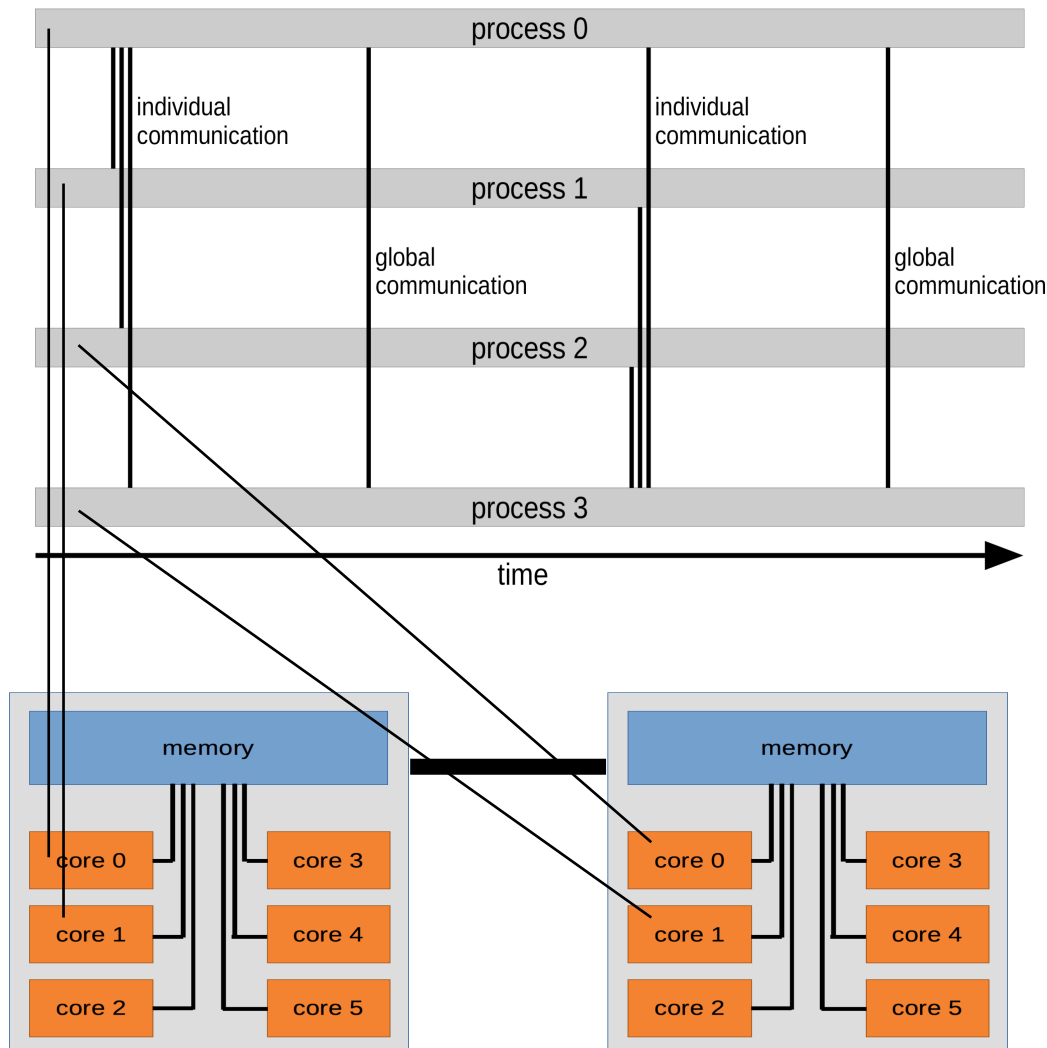 process 0
individual
communication
individual
communication
process 1
global
communication
global
communication
process 2
process 3
time
memory
memory
core 0
core 3
core 0
core 3
core 1
core 4
core 1
core 4
core 2
core 5
core 2
core 5